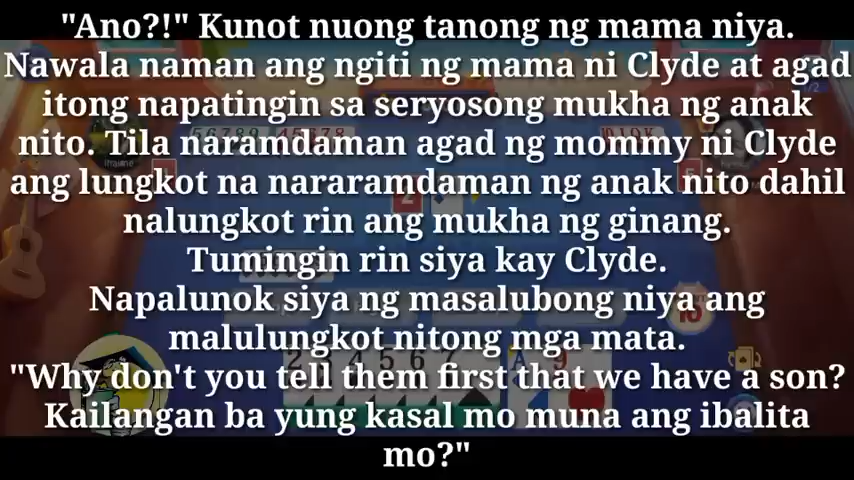 "Ano?!" Kunot nuong tanong ng mama niya.
Nawala naman ang ngiti ng mama ni Clyde at agad
itong napatingin sa seryosong mukha ng anak
nito. Tila naramdaman agad ng mommy ni Clyde
ang lungkot na nararamdaman ng anak nito dahil
nalungkot rin ang mukha ng ginang.
Tumingin rin siya kay Clyde.
Napalunok siya ng masalubong niya ang
malulungkot nitong mga mata.
"Why don't you tell them first that we have a son?
Kailangan ba yung kasal mo muna ang ibalita
mo?"